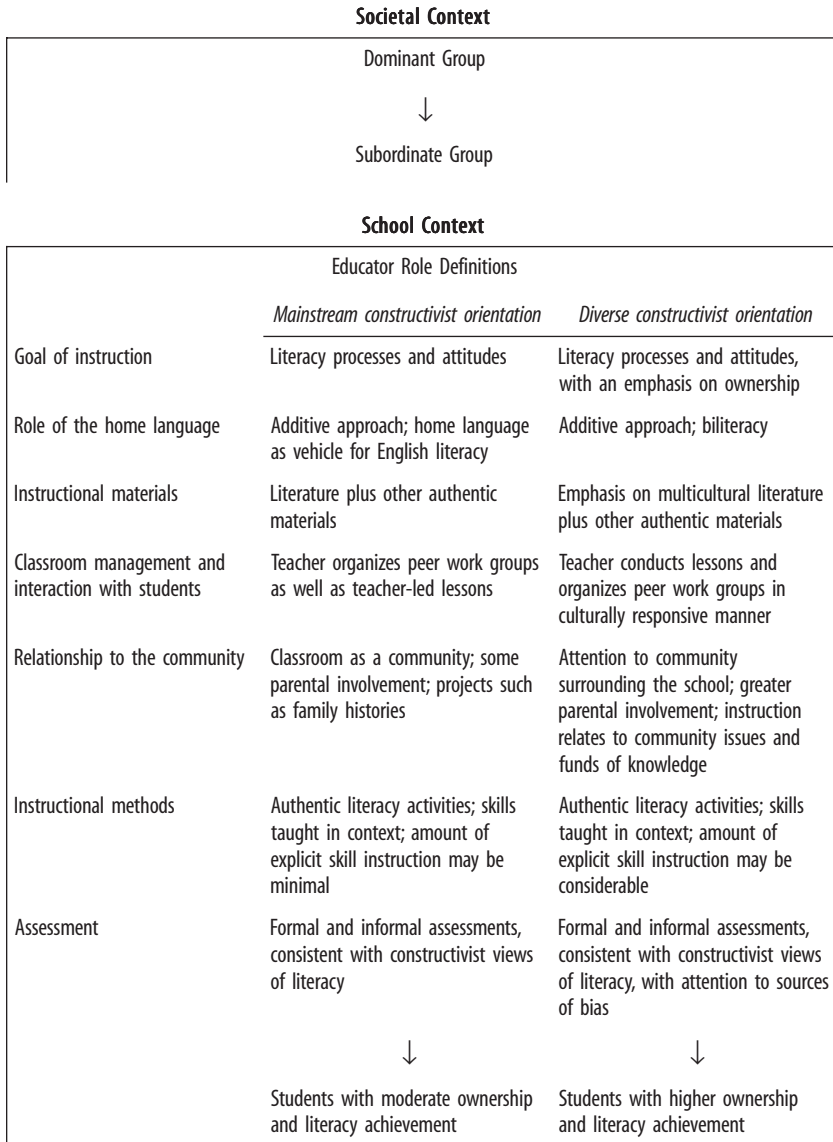 Societal Context
Dominant Group
↓
Subordinate Group
School Context
Educator Role Definitions
Mainstream constructivist orientation
Diverse constructivist orientation
Goal of instruction
Literacy processes and attitudes
Literacy processes and attitudes,
with an emphasis on ownership
Role of the home language
Additive approach; home language
as vehicle for English literacy
Additive approach; biliteracy
Instructional materials
Literature plus other authentic
materials
Emphasis on multicultural literature
plus other authentic materials
Classroom management and
interaction with students
Teacher organizes peer work groups
as well as teacher-led lessons
Teacher conducts lessons and
organizes peer work groups in
culturally responsive manner
Relationship to the community
Classroom as a community; some
parental involvement; projects such
as family histories
Attention to community
surrounding the school; greater
parental involvement; instruction
relates to community issues and
funds of knowledge
Instructional methods
Authentic literacy activities; skills
taught in context; amount of
explicit skill instruction may be
minimal
Authentic literacy activities; skills
taught in context; amount of
explicit skill instruction may be
considerable
Assessment
Formal and informal assessments,
consistent with constructivist views
of literacy
Formal and informal assessments,
consistent with constructivist views
of literacy, with attention to sources
of bias
↓
↓
Students with moderate ownership
and literacy achievement
Students with higher ownership
and literacy achievement